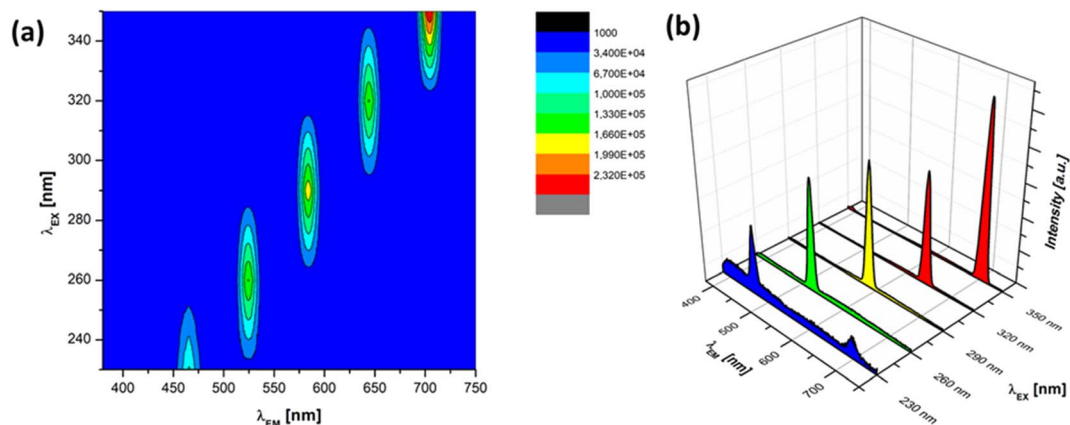 (a)
λEX [nm]
340
320
300
280
260
240
400 450 500 550 600 650 700 750
λEM [nm]
1000
3,400E+04
6,700E+04
1,000E+05
1,330E+05
1,660E+05
1,990E+05
2,320E+05
(b)
Intensity [a.u.]
400
500
600
700
λEM [nm]
350 nm
320 nm
290 nm
260 nm
230 nm
λEX [nm]